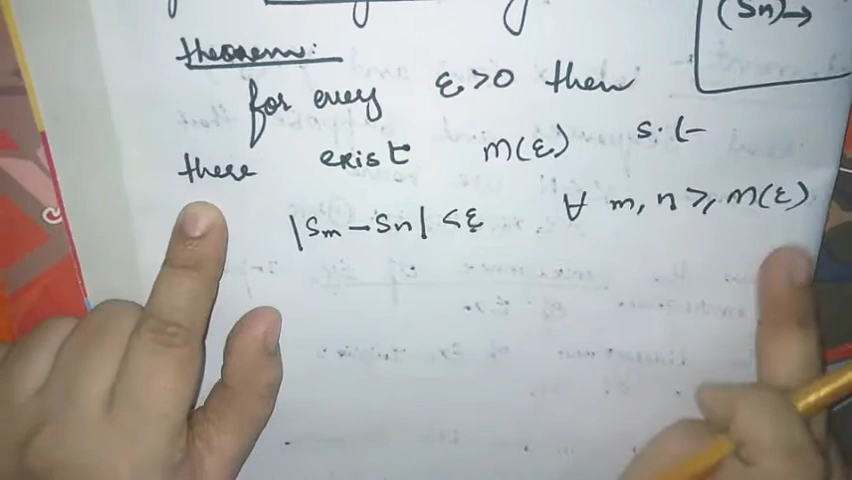 (Sn)→
theorem:
for every ε>0 then
there exist m(ε) s.t
|Sm-Sn| <ε ∀ m, n ≥ m(ε)